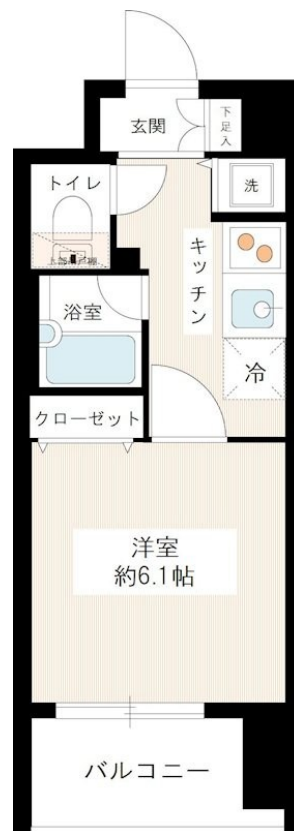 玄関
下足入
トイレ
洗
キッチン
浴室
冷
クローゼット
洋室
約6.1帖
バルコニー